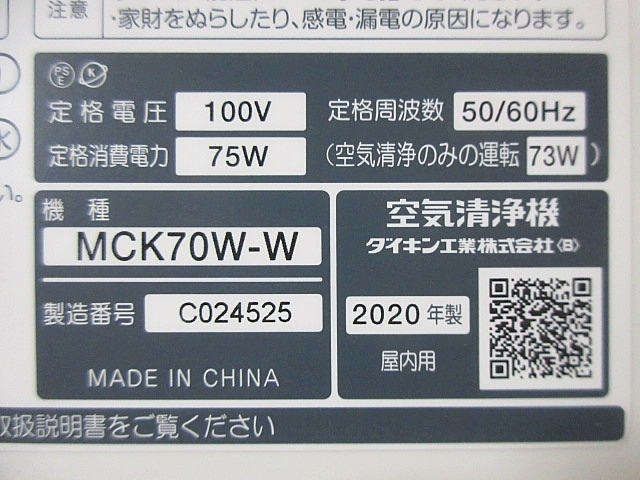 注意
・家財をぬらしたり、感電・漏電の原因になります。
PS E K
定格電圧 100V 定格周波数 50/60Hz
定格消費電力 75W (空気清浄のみの運転 73W)
い。
機種
MCK70W-W
製造番号 C024525
MADE IN CHINA
空気清浄機
ダイキン工業株式会社〈B〉
2020 年製
屋内用
取扱説明書をご覧ください